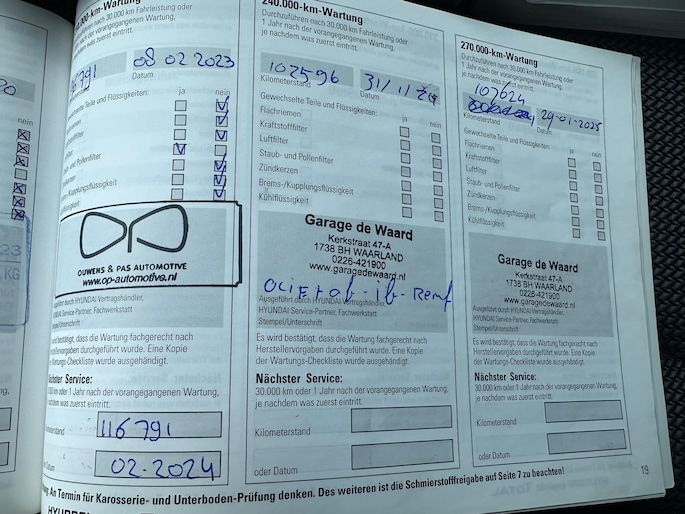 nein
.000-km-Wartung
Durchzuführen nach 30.000 km Fahrleistung oder
1 Jahr nach der vorangegangenen Wartung,
je nachdem was zuerst eintritt.
08 02 2023
Datum
Teile und Flüssigkeiten:
ja
nein
Pollenfilter
Brems-/Kupplungsflüssigkeit
OUWENS & PAS AUTOMOTIVE
www.op-automotive.nl
Ausgeführt durch HYUNDAI Vertragshändler,
HYUNDAI Service-Partner, Fachwerkstatt
Stempel/Unterschrift
Es wird bestätigt, dass die Wartung fachgerecht nach
Herstellervorgaben durchgeführt wurde. Eine Kopie
der Wartungs-Checkliste wurde ausgehändigt.
Nächster Service:
30.000 km oder 1 Jahr nach der vorangegangenen Wartung,
je nachdem was zuerst eintritt.
Kilometerstand
116791
oder Datum
02-2024
240.000-km-Wartung
Durchzuführen nach 30.000 km Fahrleistung oder
1 Jahr nach der vorangegangenen Wartung,
je nachdem was zuerst eintritt.
102596
Kilometerstand
Datum
Gewechselte Teile und Flüssigkeiten:
ja
nein
Flachriemen
Kraftstofffilter
Luftfilter
Staub- und Pollenfilter
Zündkerzen
Brems-/Kupplungsflüssigkeit
Kühlflüssigkeit
Garage de Waard
Kerkstraat 47-A
1738 BH WAARLAND
0226-421900
www.garagedewaard.nl
Ausgeführt durch HYUNDAI Vertragshändler,
HYUNDAI Service-Partner, Fachwerkstatt
Stempel/Unterschrift
Es wird bestätigt, dass die Wartung fachgerecht nach
Herstellervorgaben durchgeführt wurde. Eine Kopie
der Wartungs-Checkliste wurde ausgehändigt.
Nächster Service:
30.000 km oder 1 Jahr nach der vorangegangenen Wartung,
je nachdem was zuerst eintritt.
Kilometerstand
oder Datum
270.000-km-Wartung
Durchzuführen nach 30.000 km Fahrleistung oder
1 Jahr nach der vorangegangenen Wartung,
je nachdem was zuerst eintritt.
107624
29-01-2025
Kilometerstand
Datum
Gewechselte Teile und Flüssigkeiten:
ja
nein
Flachriemen
Kraftstofffilter
Luftfilter
Staub- und Pollenfilter
Zündkerzen
Brems-/Kupplungsflüssigkeit
Kühlflüssigkeit
Garage de Waard
Kerkstraat 47-A
1738 BH WAARLAND
0226-421900
www.garagedewaard.nl
Ausgeführt durch HYUNDAI Vertragshändler,
HYUNDAI Service-Partner, Fachwerkstatt
Stempel/Unterschrift
Es wird bestätigt, dass die Wartung fachgerecht nach
Herstellervorgaben durchgeführt wurde. Eine Kopie
der Wartungs-Checkliste wurde ausgehändigt.
Nächster Service:
30.000 km oder 1 Jahr nach der vorangegangenen Wartung,
je nachdem was zuerst eintritt.
Kilometerstand
oder Datum
An Termin für Karosserie- und Unterboden-Prüfung denken. Des weiteren ist die Schmierstofffreigabe auf Seite 7 zu beachten!
19